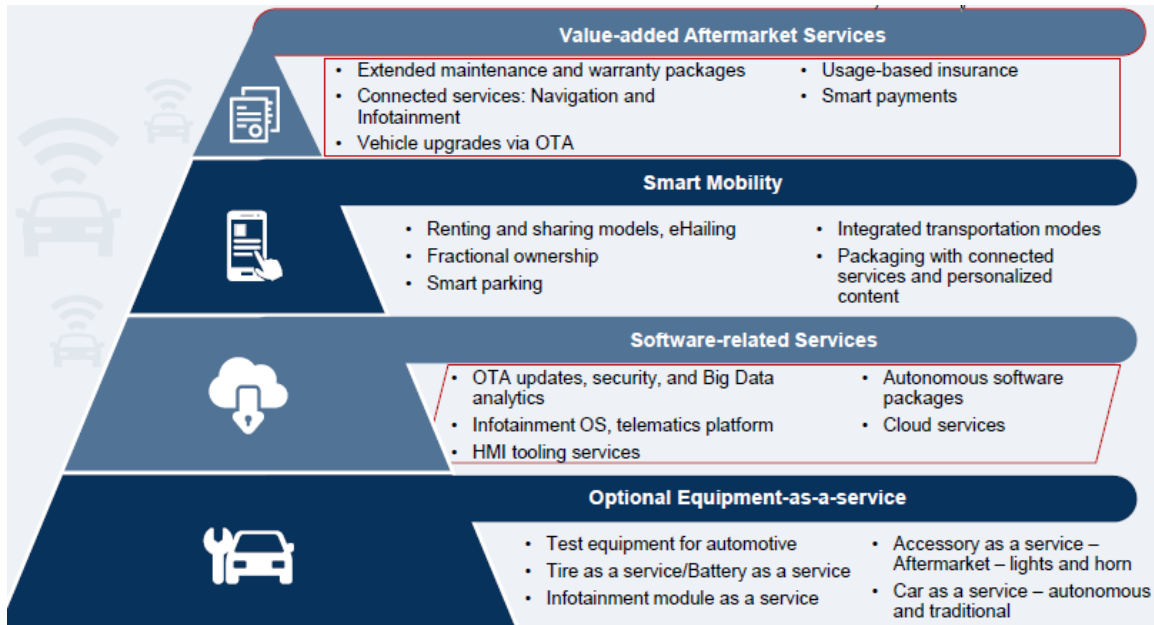 Value-added Aftermarket Services
• Extended maintenance and warranty packages
• Connected services: Navigation and
Infotainment
• Vehicle upgrades via OTA
• Usage-based insurance
• Smart payments
Smart Mobility
• Renting and sharing models, eHailing
• Fractional ownership
• Smart parking
• Integrated transportation modes
• Packaging with connected
services and personalized
content
Software-related Services
• OTA updates, security, and Big Data
analytics
• Infotainment OS, telematics platform
• HMI tooling services
• Autonomous software
packages
• Cloud services
Optional Equipment-as-a-service
• Test equipment for automotive
• Tire as a service/Battery as a service
• Infotainment module as a service
• Accessory as a service –
Aftermarket – lights and horn
• Car as a service – autonomous
and traditional